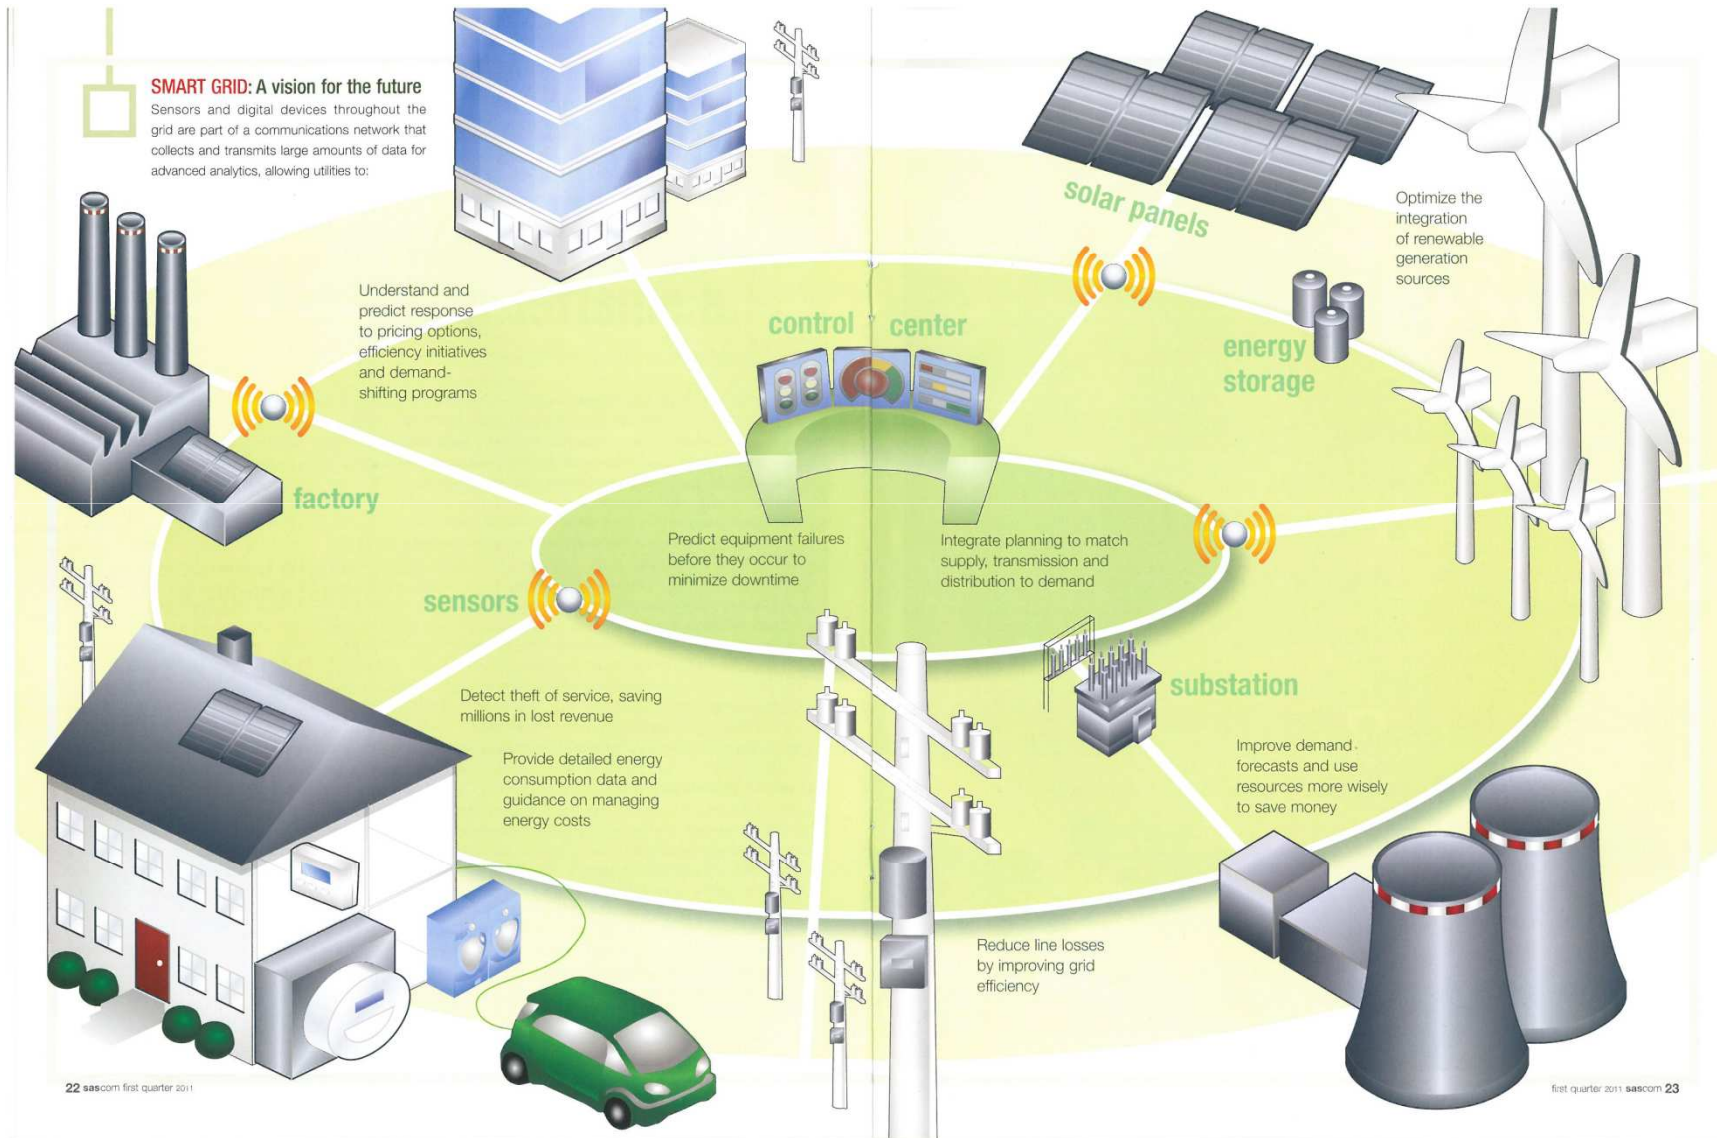 SMART GRID: A vision for the future
Sensors and digital devices throughout the
grid are part of a communications network that
collects and transmits large amounts of data for
advanced analytics, allowing utilities to:
solar panels
Optimize the
integration
of renewable
generation
sources
Understand and
predict response
to pricing options,
efficiency initiatives
and demand-
shifting programs
control center
energy
storage
factory
Predict equipment failures
before they occur to
minimize downtime
Integrate planning to match
supply, transmission and
distribution to demand
sensors
substation
Detect theft of service, saving
millions in lost revenue
Provide detailed energy
consumption data and
guidance on managing
energy costs
Improve demand
forecasts and use
resources more wisely
to save money
Reduce line losses
by improving grid
efficiency
22 sascom first quarter 2011
first quarter 2011 sascom 23